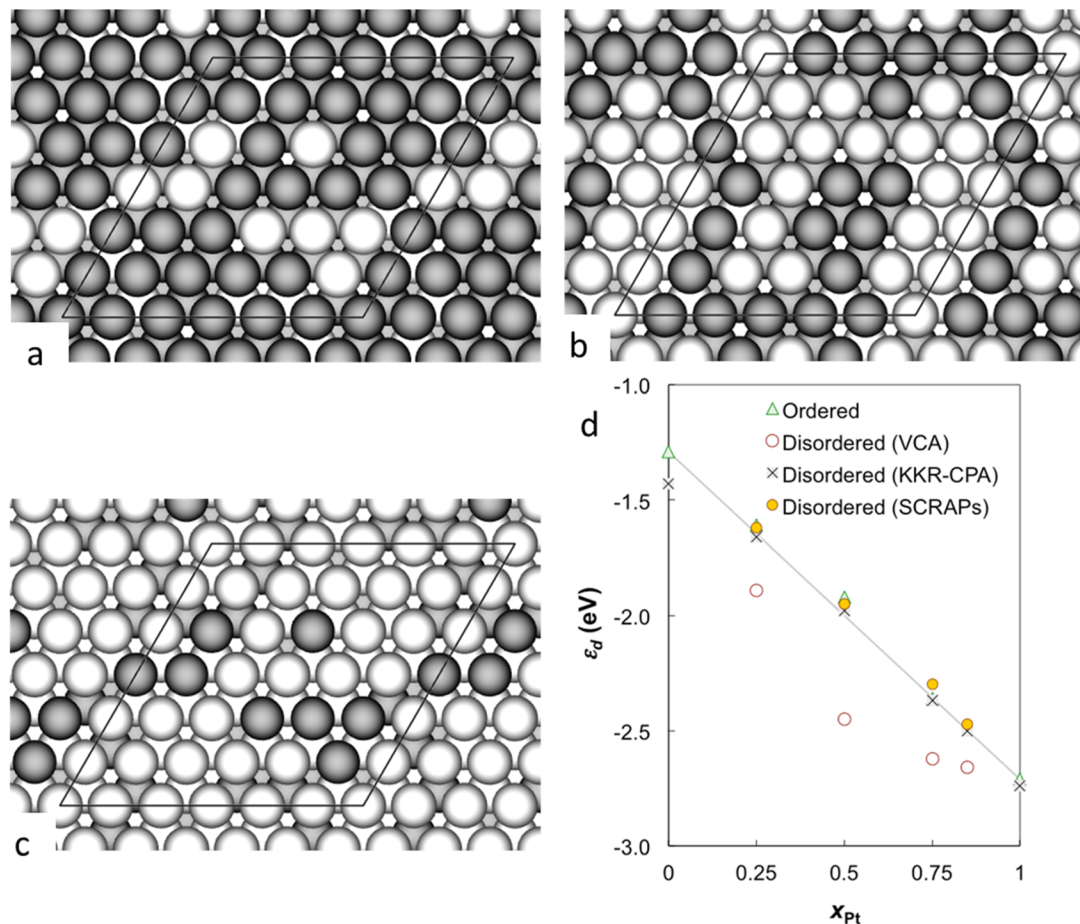 a
b
c
d
Ordered
Disordered (VCA)
Disordered (KKR-CPA)
Disordered (SCRAPs)
-1.0
-1.5
-2.0
-2.5
-3.0
εd (eV)
0 0.25 0.5 0.75 1
xPt